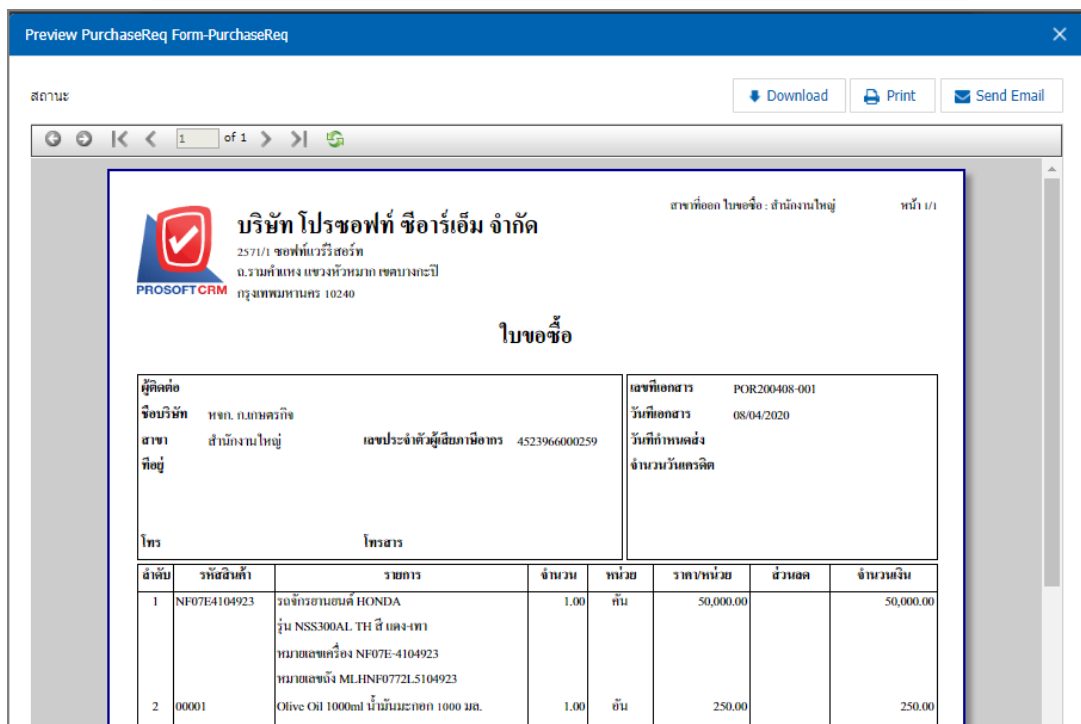 Preview PurchaseReq Form-PurchaseReq
สถานะ
Download Print Send Email
1 of 1
สาขาที่ออก ใบขอซื้อ : สำนักงานใหญ่ หน้า 1/1
บริษัท โปรซอฟท์ ซีอาร์เอ็ม จำกัด
2571/1 ซอฟท์แวร์รีสอร์ท
ถ.รามคำแหง แขวงหัวหมาก เขตบางกะปิ
กรุงเทพมหานคร 10240
PROSOFT CRM
ใบขอซื้อ
ผู้ติดต่อ เลขที่เอกสาร POR200408-001
ชื่อบริษัท หจก. ก.เกษตรกิจ วันที่เอกสาร 08/04/2020
สาขา สำนักงานใหญ่ เลขประจำตัวผู้เสียภาษีอากร 4523966000259 วันที่กำหนดส่ง
ที่อยู่ จำนวนวันเครดิต
โทร โทรสาร
ลำดับ รหัสสินค้า รายการ จำนวน หน่วย ราคา/หน่วย ส่วนลด จำนวนเงิน
1 NF07E4104923 รถจักรยานยนต์ HONDA 1.00 คัน 50,000.00 50,000.00
รุ่น NSS300AL TH สี แดง-เทา
หมายเลขเครื่อง NF07E-4104923
หมายเลขถัง MLHNF0772L5104923
2 00001 Olive Oil 1000ml น้ำมันมะกอก 1000 มล. 1.00 อัน 250.00 250.00